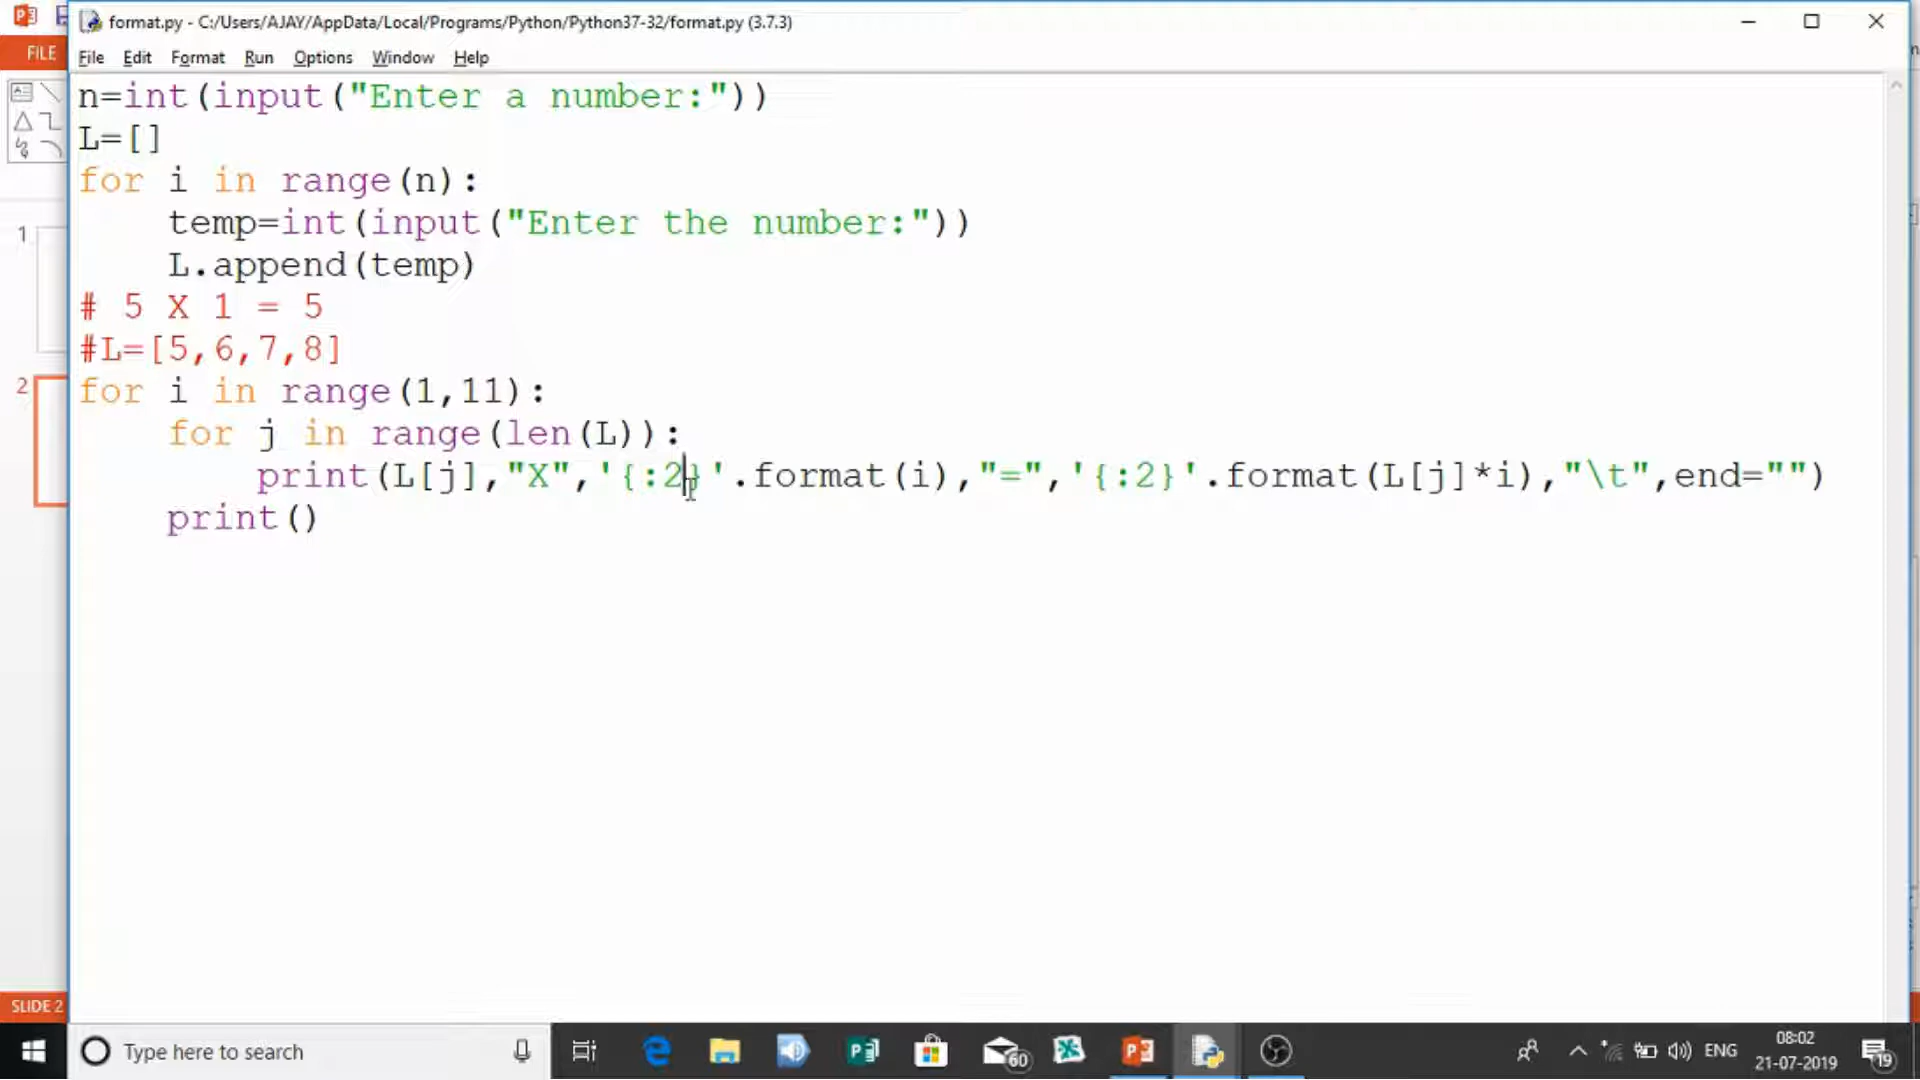 format.py - C:/Users/AJAY/AppData/Local/Programs/Python/Python37-32/format.py (3.7.3)
FILE
File Edit Format Run Options Window Help
n=int(input("Enter a number:"))
L=[]
for i in range(n):
    temp=int(input("Enter the number:"))
    L.append(temp)
# 5 X 1 = 5
#L=[5,6,7,8]
for i in range(1,11):
    for j in range(len(L)):
        print(L[j],"X",'{:2}'.format(i),"=",'{:2}'.format(L[j]*i),"\t",end="")
    print()
1
2
SLIDE 2
Type here to search
60
ENG
08:02
21-07-2019
19